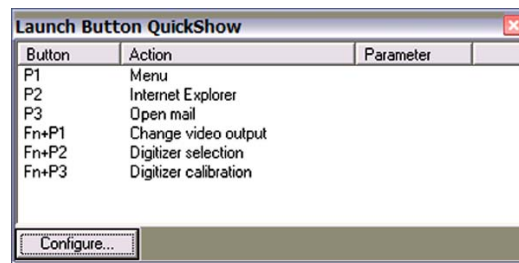 Launch Button QuickShow
Button Action Parameter
P1 Menu
P2 Internet Explorer
P3 Open mail
Fn+P1 Change video output
Fn+P2 Digitizer selection
Fn+P3 Digitizer calibration
Configure...